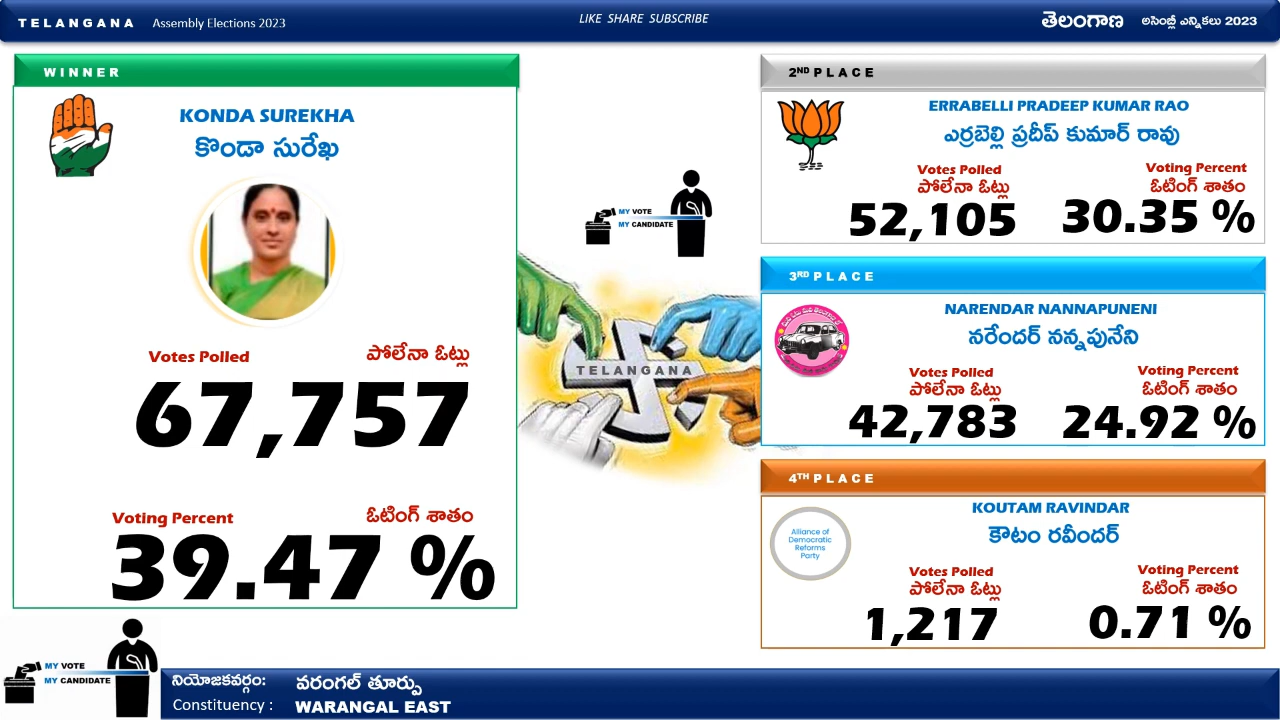 TELANGANA Assembly Elections 2023
LIKE SHARE SUBSCRIBE
తెలంగాణ అసెంబ్లీ ఎన్నికలు 2023
WINNER
KONDA SUREKHA
కొండా సురేఖ
Votes Polled పోలేనా ఓట్లు
67,757
Voting Percent ఓటింగ్ శాతం
39.47 %
MY VOTE
MY CANDIDATE
TELANGANA
2ND PLACE
ERRABELLI PRADEEP KUMAR RAO
ఎర్రబెల్లి ప్రదీప్ కుమార్ రావు
Votes Polled Voting Percent
పోలేనా ఓట్లు ఓటింగ్ శాతం
52,105 30.35 %
3RD PLACE
NARENDAR NANNAPUNENI
నరేందర్ నన్నపునేని
Votes Polled Voting Percent
పోలేనా ఓట్లు ఓటింగ్ శాతం
42,783 24.92 %
4TH PLACE
KOUTAM RAVINDAR
కౌటం రవీందర్
Alliance of
Democratic
Reforms
Party
Votes Polled Voting Percent
పోలేనా ఓట్లు ఓటింగ్ శాతం
1,217 0.71 %
MY VOTE
MY CANDIDATE
నియోజకవర్గం: వరంగల్ తూర్పు
Constituency : WARANGAL EAST